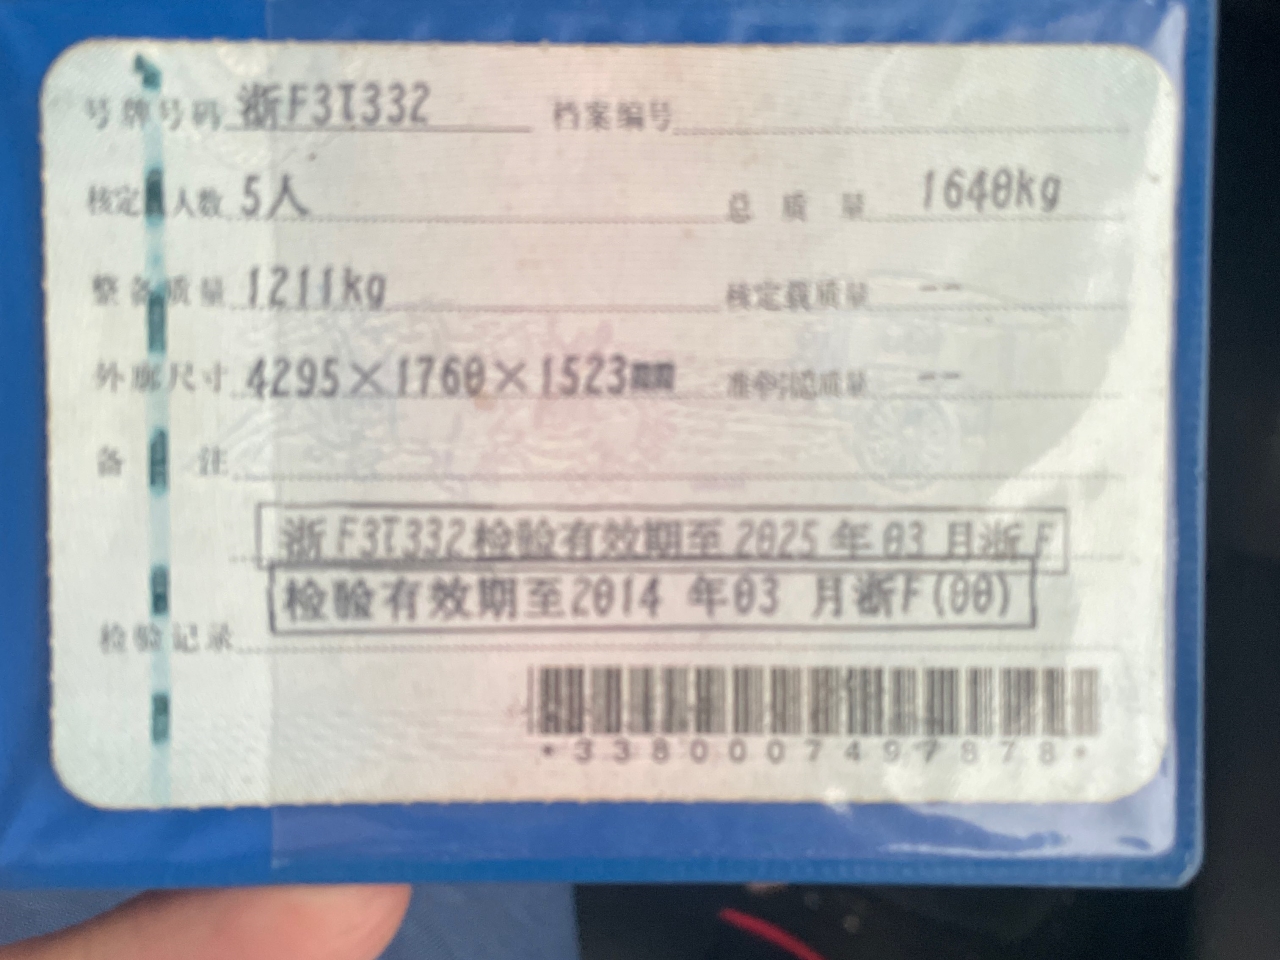 号牌号码 浙F3T332 档案编号
核定载人数 5人 总质量 1640kg
整备质量 1211kg 核定载质量 --
外廓尺寸 4295×1760×1523mm 准牵引总质量 --
备注
浙F3T332检验有效期至2025年03月浙F
检验有效期至2014 年03 月浙F(00)
检验记录
*3380007497878*